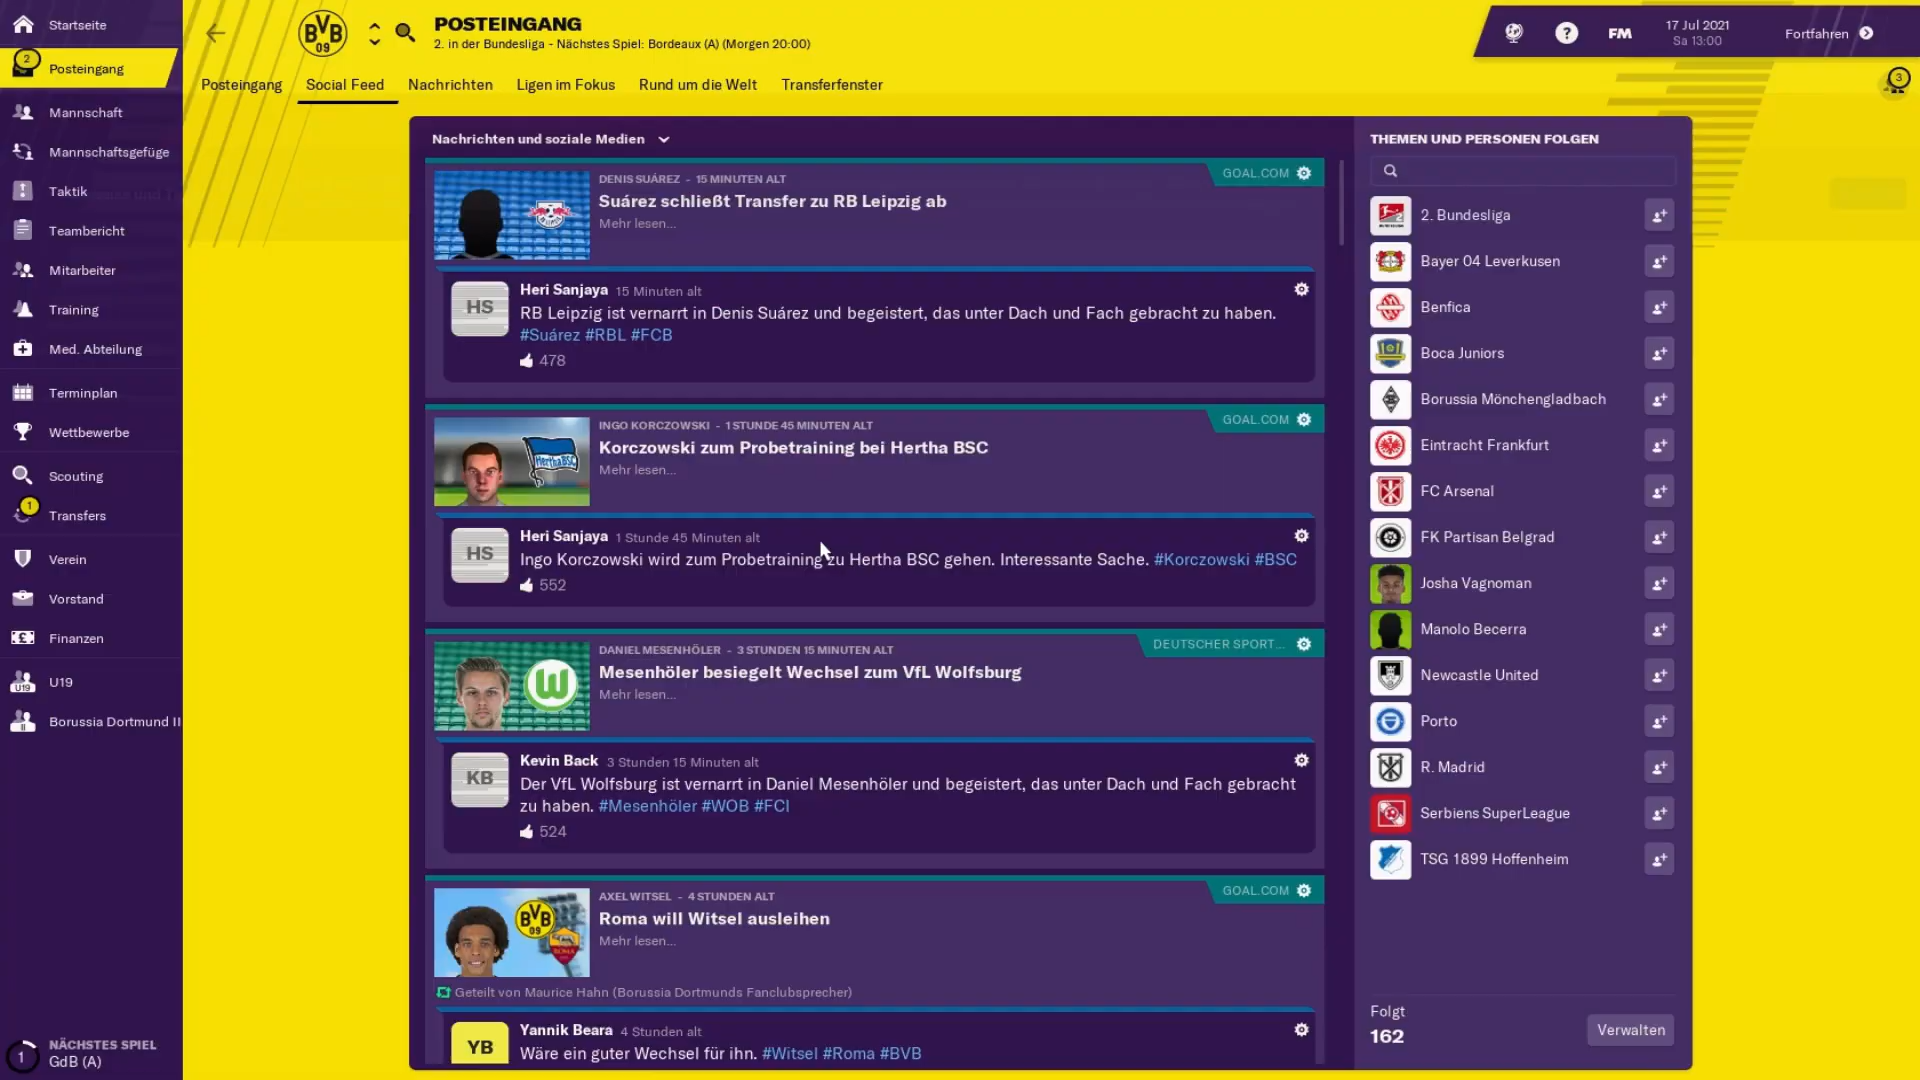 Startseite
2
Posteingang
Mannschaft
Mannschaftsgefüge
Taktik
Teambericht
Mitarbeiter
Training
Med. Abteilung
Terminplan
Wettbewerbe
Scouting
1
Transfers
Verein
Vorstand
Finanzen
U19
U19
II
Borussia Dortmund II
1
NÄCHSTES SPIEL
GdB (A)
BVB
09
POSTEINGANG
2. in der Bundesliga - Nächstes Spiel: Bordeaux (A) (Morgen 20:00)
?
FM
17 Jul 2021
Sa 13:00
Fortfahren
3
Posteingang
Social Feed
Nachrichten
Ligen im Fokus
Rund um die Welt
Transferfenster
Nachrichten und soziale Medien
DENIS SUÁREZ - 15 MINUTEN ALT
GOAL.COM
Suárez schließt Transfer zu RB Leipzig ab
Mehr lesen...
HS
Heri Sanjaya 15 Minuten alt
RB Leipzig ist vernarrt in Denis Suárez und begeistert, das unter Dach und Fach gebracht zu haben.
#Suárez #RBL #FCB
478
INGO KORCZOWSKI - 1 STUNDE 45 MINUTEN ALT
GOAL.COM
Korczowski zum Probetraining bei Hertha BSC
Mehr lesen...
Hertha BSC
HS
Heri Sanjaya 1 Stunde 45 Minuten alt
Ingo Korczowski wird zum Probetraining zu Hertha BSC gehen. Interessante Sache. #Korczowski #BSC
552
DANIEL MESENHÖLER - 3 STUNDEN 15 MINUTEN ALT
DEUTSCHER SPORT...
Mesenhöler besiegelt Wechsel zum VfL Wolfsburg
Mehr lesen...
KB
Kevin Back 3 Stunden 15 Minuten alt
Der VfL Wolfsburg ist vernarrt in Daniel Mesenhöler und begeistert, das unter Dach und Fach gebracht
zu haben. #Mesenhöler #WOB #FCI
524
AXEL WITSEL - 4 STUNDEN ALT
GOAL.COM
Roma will Witsel ausleihen
Mehr lesen...
BVB
09
ROMA
Geteilt von Maurice Hahn (Borussia Dortmunds Fanclubsprecher)
YB
Yannik Beara 4 Stunden alt
Wäre ein guter Wechsel für ihn. #Witsel #Roma #BVB
THEMEN UND PERSONEN FOLGEN
2. Bundesliga
Bayer 04 Leverkusen
Benfica
Boca Juniors
Borussia Mönchengladbach
Eintracht Frankfurt
FC Arsenal
FK Partisan Belgrad
Josha Vagnoman
Manolo Becerra
Newcastle United
Porto
R. Madrid
Serbiens SuperLeague
TSG 1899 Hoffenheim
Folgt
162
Verwalten